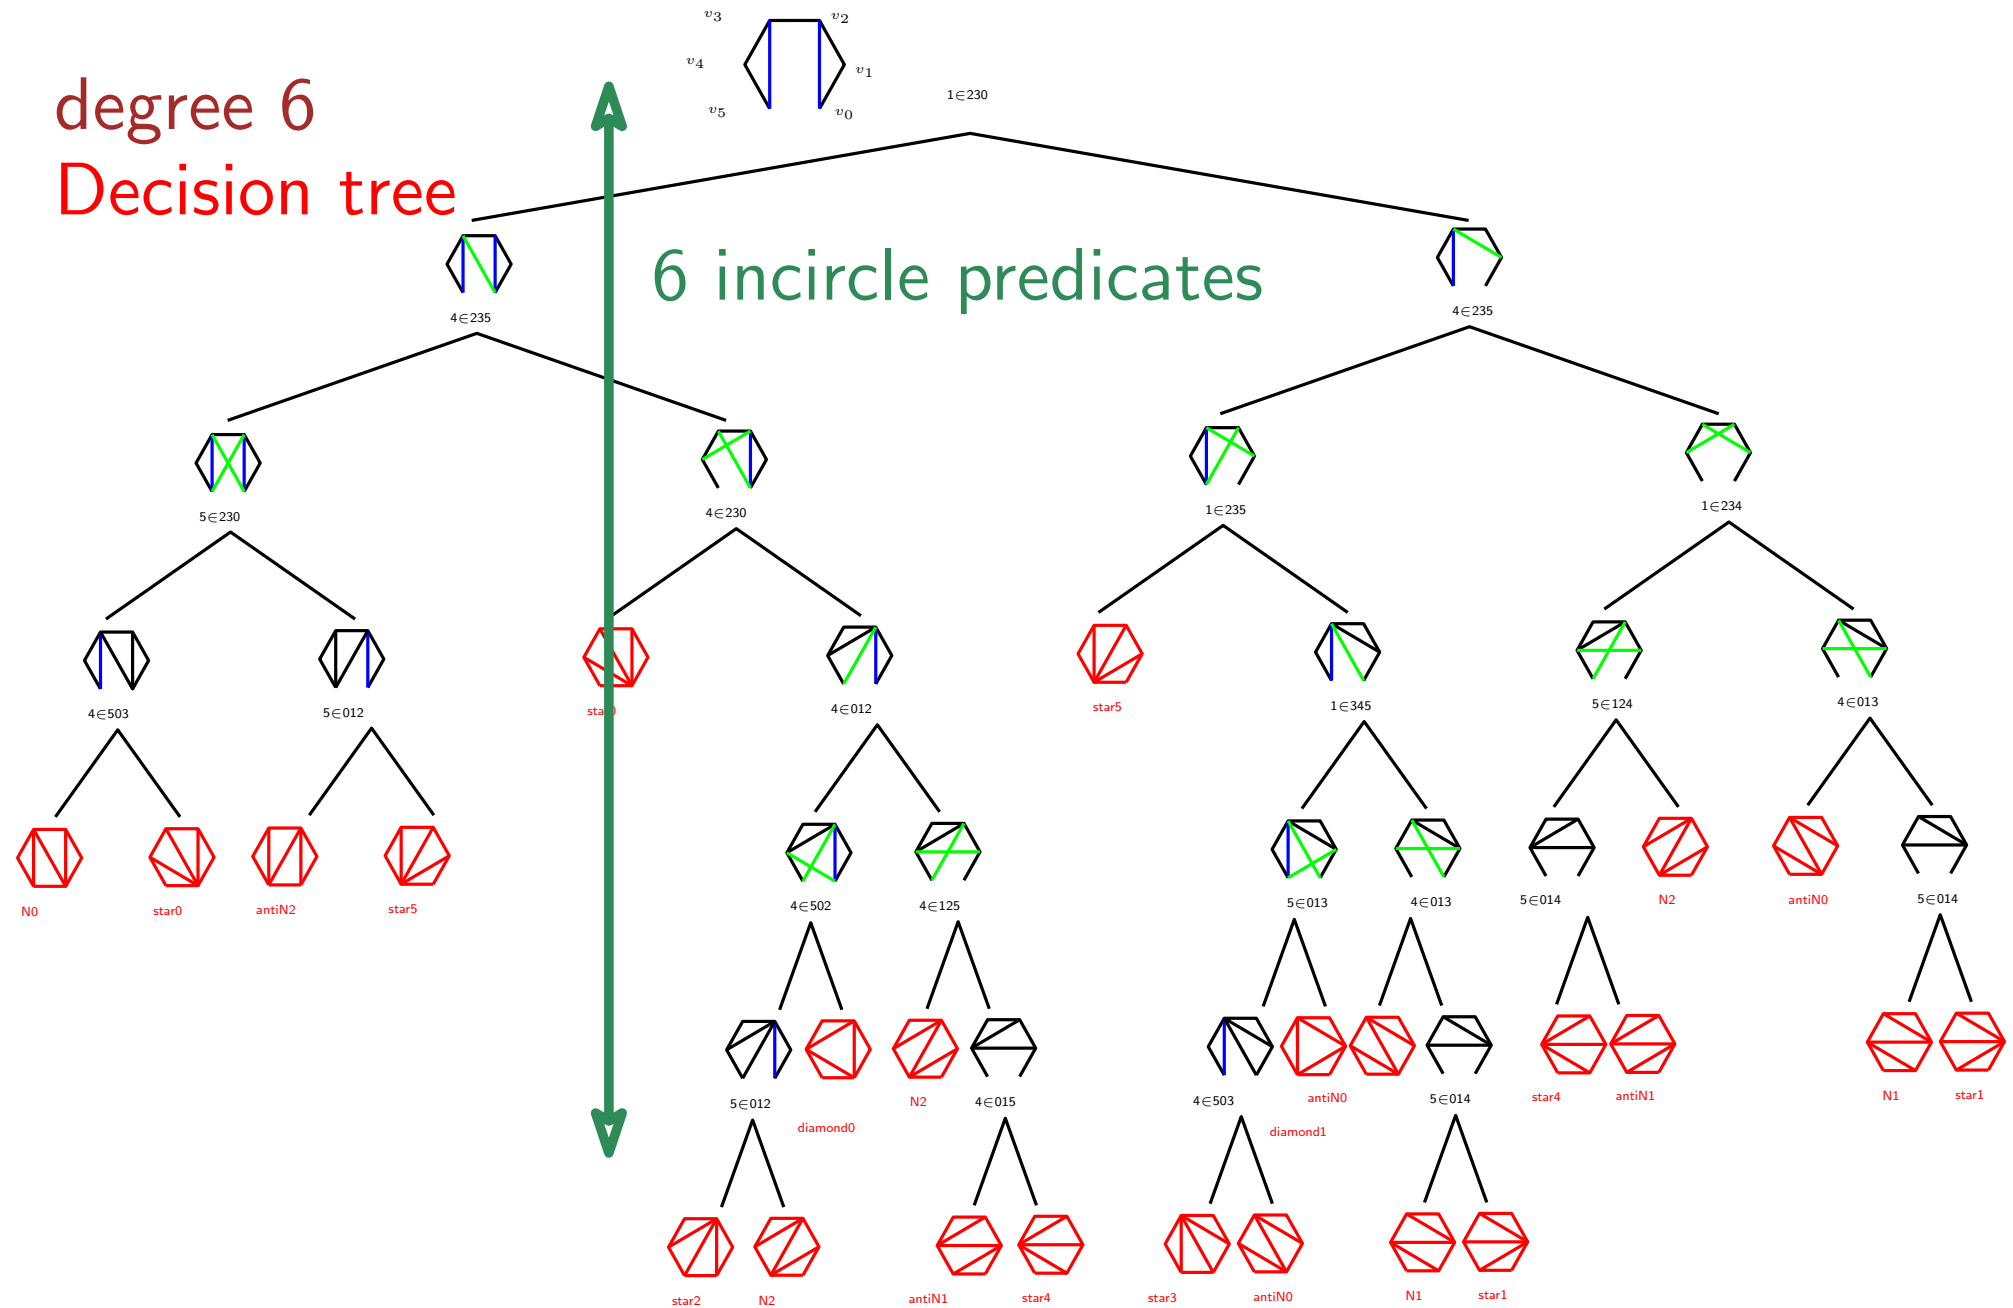 v3
v2
v4
v1
v5
v0
1∈230
degree 6
Decision tree
6 incircle predicates
4∈235
4∈235
5∈230
4∈230
1∈235
1∈234
4∈503
5∈012
star0
4∈012
star5
1∈345
5∈124
4∈013
N0
star0
antiN2
star5
4∈502
4∈125
5∈013
4∈013
5∈014
N2
antiN0
5∈014
5∈012
diamond0
N2
4∈015
4∈503
diamond1
antiN0
5∈014
star4
antiN1
N1
star1
star2
N2
antiN1
star4
star3
antiN0
N1
star1